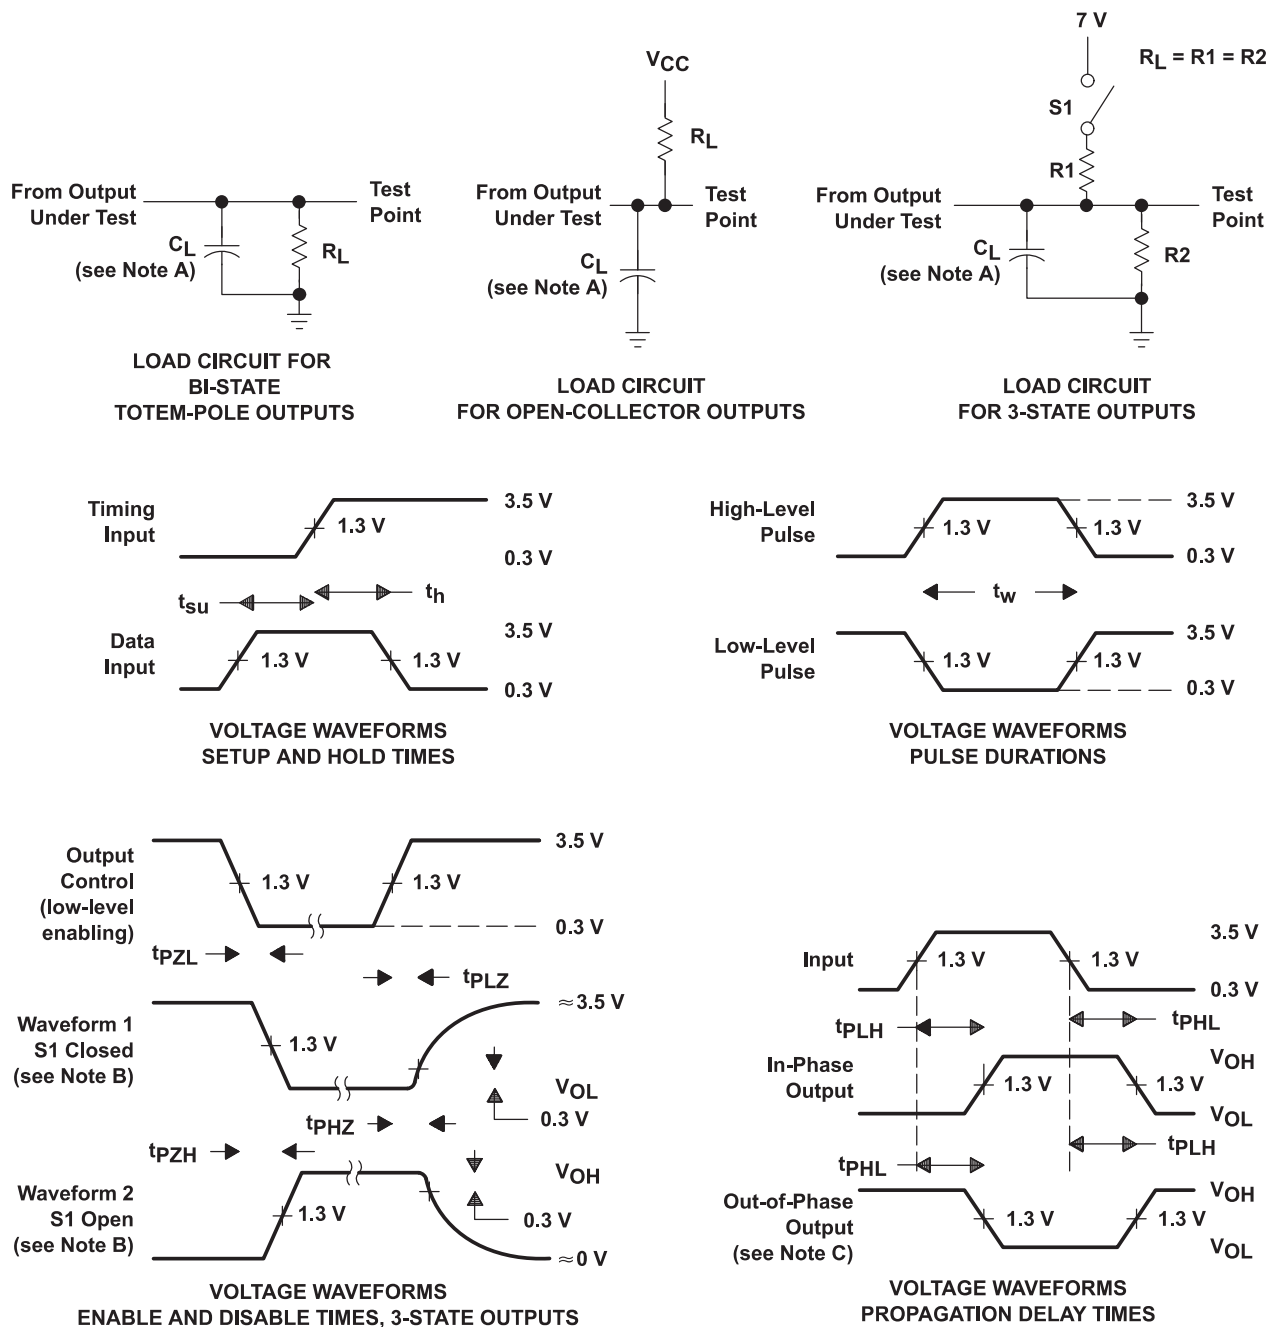 From Output
Under Test
Test
Point
CL
(see Note A)
RL
LOAD CIRCUIT FOR
BI-STATE
TOTEM-POLE OUTPUTS
VCC
RL
From Output
Under Test
Test
Point
CL
(see Note A)
LOAD CIRCUIT
FOR OPEN-COLLECTOR OUTPUTS
7 V
RL = R1 = R2
S1
R1
From Output
Under Test
Test
Point
CL
(see Note A)
R2
LOAD CIRCUIT
FOR 3-STATE OUTPUTS
Timing
Input
1.3 V
3.5 V
0.3 V
tsu
th
Data
Input
1.3 V
1.3 V
3.5 V
0.3 V
VOLTAGE WAVEFORMS
SETUP AND HOLD TIMES
High-Level
Pulse
1.3 V
1.3 V
3.5 V
0.3 V
tw
Low-Level
Pulse
1.3 V
1.3 V
3.5 V
0.3 V
VOLTAGE WAVEFORMS
PULSE DURATIONS
Output
Control
(low-level
enabling)
1.3 V
1.3 V
3.5 V
0.3 V
tPZL
tPLZ
Waveform 1
S1 Closed
(see Note B)
1.3 V
≈3.5 V
VOL
0.3 V
tPHZ
tPZH
Waveform 2
S1 Open
(see Note B)
1.3 V
VOH
0.3 V
≈0 V
VOLTAGE WAVEFORMS
ENABLE AND DISABLE TIMES, 3-STATE OUTPUTS
Input
1.3 V
1.3 V
3.5 V
0.3 V
tPLH
tPHL
In-Phase
Output
1.3 V
1.3 V
VOH
VOL
tPHL
tPLH
Out-of-Phase
Output
(see Note C)
1.3 V
1.3 V
VOH
VOL
VOLTAGE WAVEFORMS
PROPAGATION DELAY TIMES